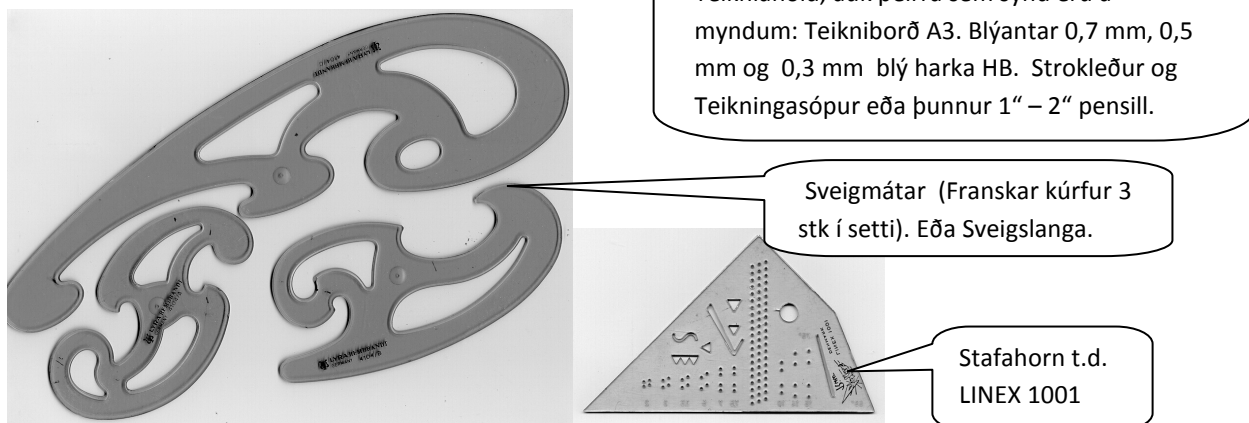 myndum: Teikniborð A3. Blýantar 0,7 mm, 0,5
mm og 0,3 mm blý harka HB. Strokleður og
Teikningasópur eða þunnur 1“ – 2“ pensill.
Sveigmátar (Franskar kúrfur 3
stk í setti). Eða Sveigslanga.
Stafahorn t.d.
LINEX 1001